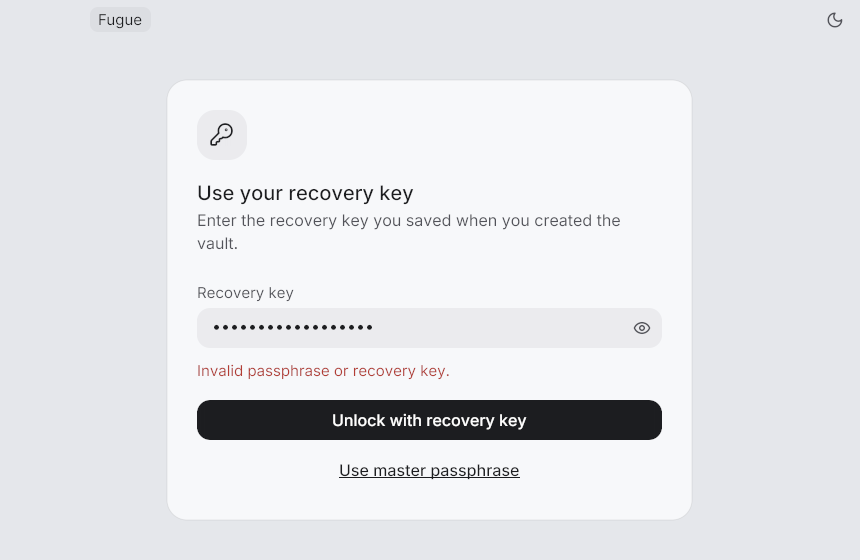 Fugue
Use your recovery key
Enter the recovery key you saved when you created the
vault.
Recovery key
••••••••••••••••••
Invalid passphrase or recovery key.
Unlock with recovery key
Use master passphrase